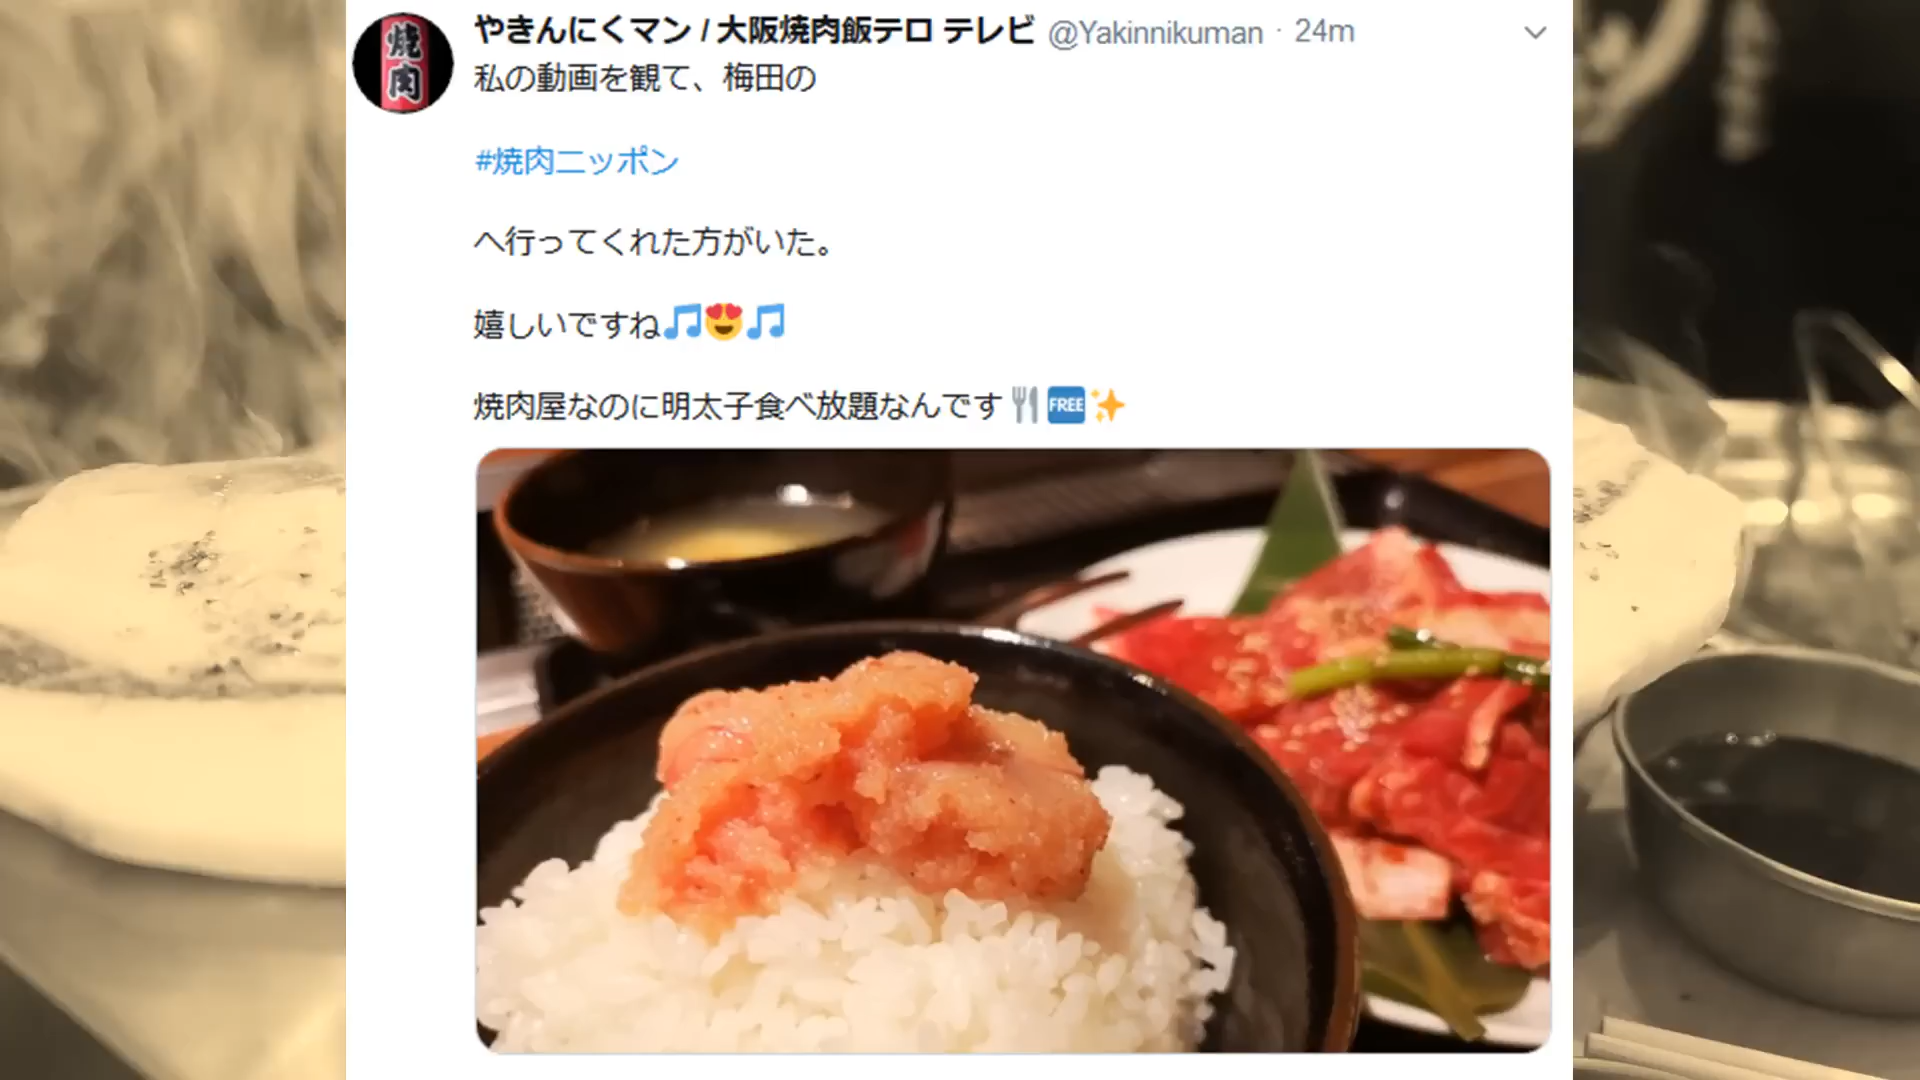 焼肉
やきんにくマン / 大阪焼肉飯テロ テレビ @Yakinnikuman · 24m
私の動画を観て、梅田の
#焼肉ニッポン
へ行ってくれた方がいた。
嬉しいですね🎵😍🎵
焼肉屋なのに明太子食べ放題なんです🍴🆓✨